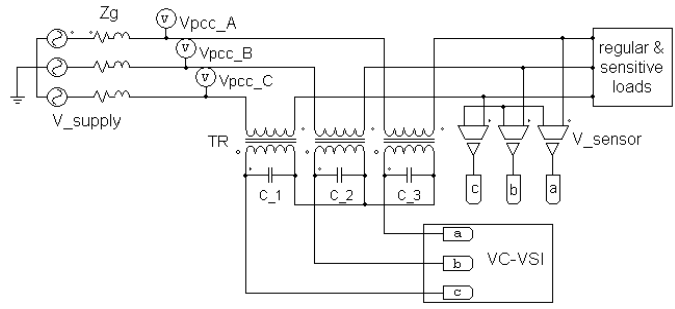 Zg
Vpcc_A
Vpcc_B
Vpcc_C
V
V
V
V_supply
regular &
sensitive
loads
TR
V_sensor
C_1
C_2
C_3
c
b
a
a
b
c
VC-VSI